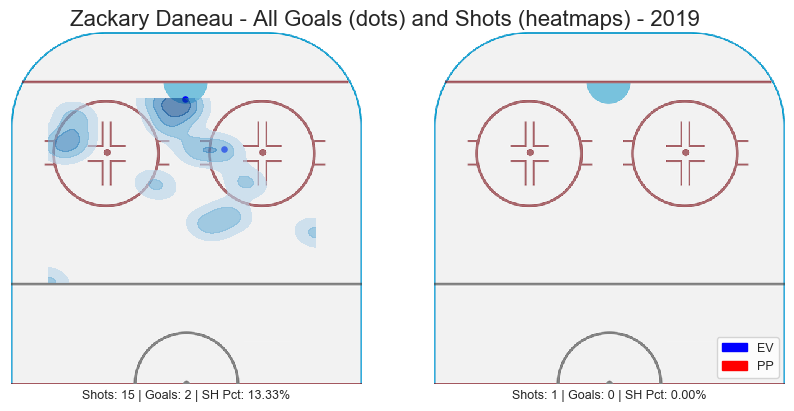 Zackary Daneau - All Goals (dots) and Shots (heatmaps) - 2019
EV
PP
Shots: 15 | Goals: 2 | SH Pct: 13.33%
Shots: 1 | Goals: 0 | SH Pct: 0.00%